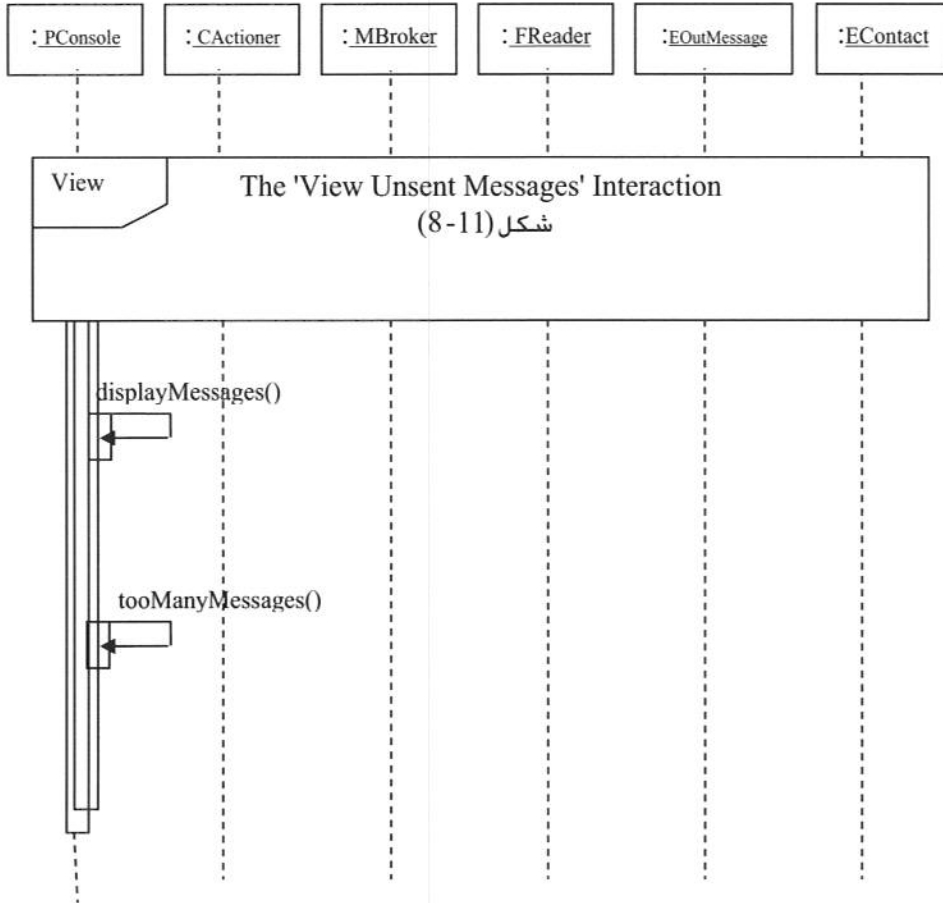 : PConsole
: CActioner
: MBroker
: FReader
:EOutMessage
:EContact
View
The 'View Unsent Messages' Interaction
شكل(11-8)
displayMessages()
tooManyMessages()